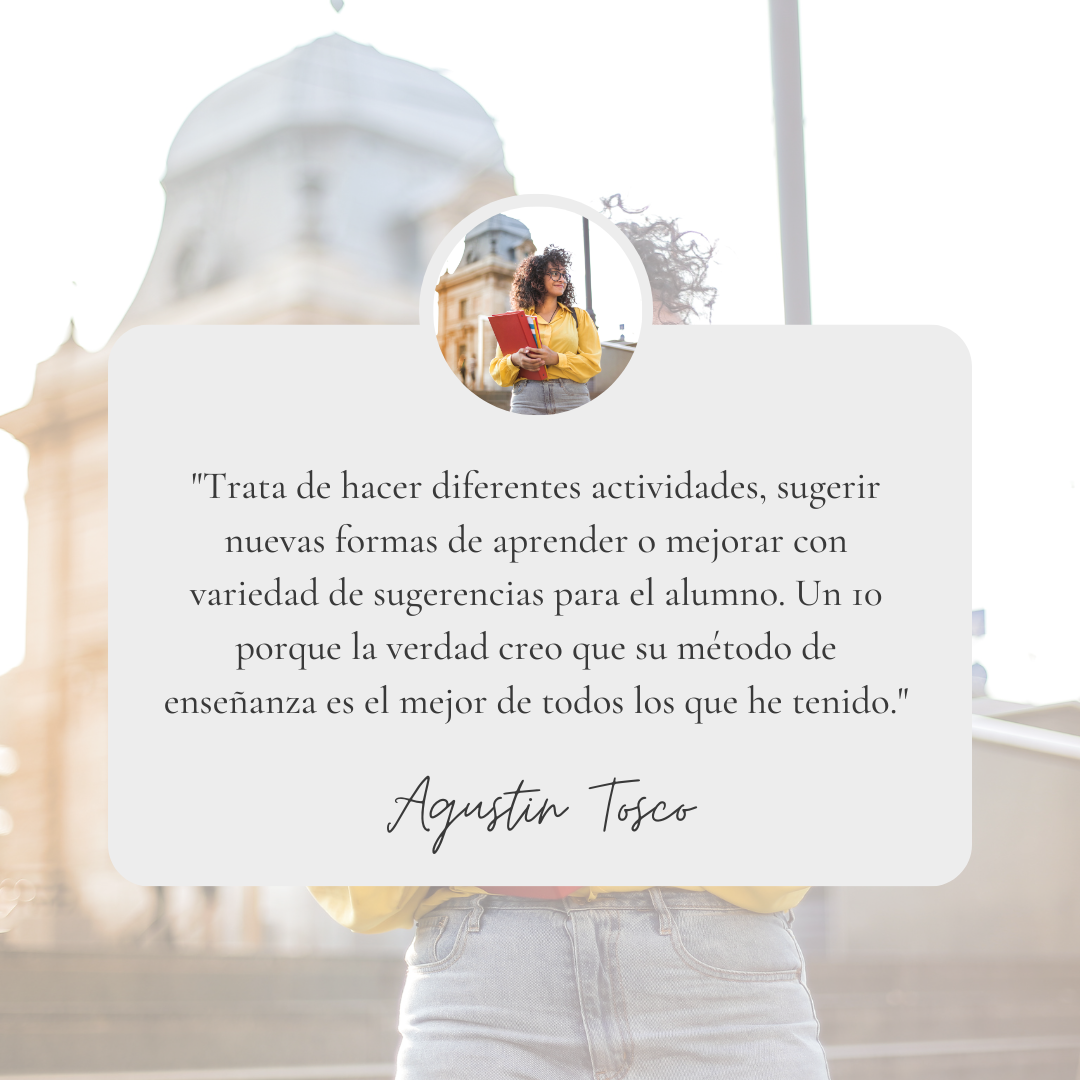 "Trata de hacer diferentes actividades, sugerir
nuevas formas de aprender o mejorar con
variedad de sugerencias para el alumno. Un 10
porque la verdad creo que su método de
enseñanza es el mejor de todos los que he tenido."
Agustin Tosco